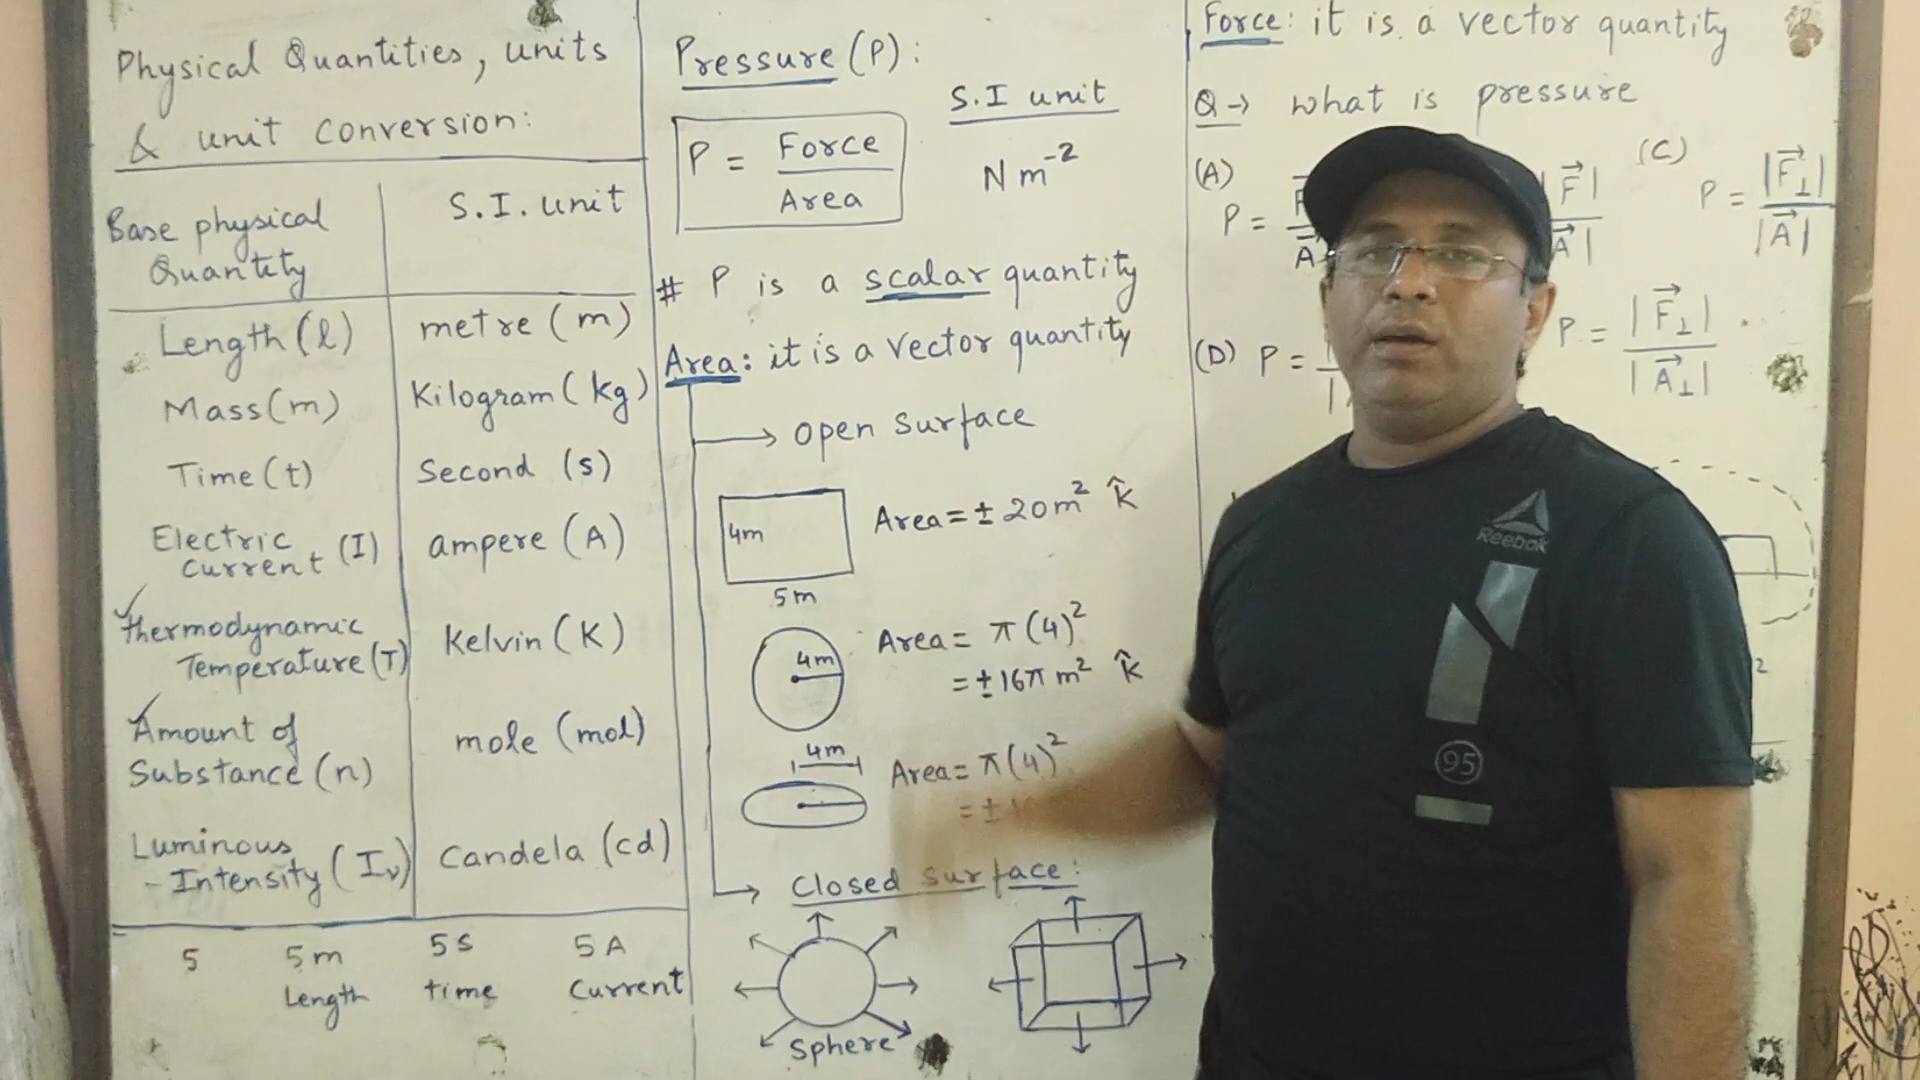 Physical Quantities, units
& unit conversion:
Base physical
Quantity
S.I. unit
Length (l)
metre (m)
Mass (m)
Kilogram (kg)
Time (t)
Second (s)
Electric
current (I)
ampere (A)
Thermodynamic
Temperature (T)
Kelvin (K)
Amount of
Substance (n)
mole (mol)
Luminous
-Intensity (Iv)
Candela (cd)
5
5m
Length
5s
time
5A
Current
Pressure (P):
P = Force
Area
S.I unit
N m⁻²
# P is a scalar quantity
Area: it is a vector quantity
→ open surface
4m
5m
Area = ± 20m² k̂
4m
Area = π(4)²
= ± 16π m² k̂
4m
Area = π(4)²
= ± 1
Closed surface:
Sphere
Force: it is a vector quantity
Q → what is pressure
(A)
P =
|F⃗|
(C)
P = |F⃗⊥|
|A⃗|
(D) P =
P = |F⃗⊥|
|A⃗⊥|
Reebok
95